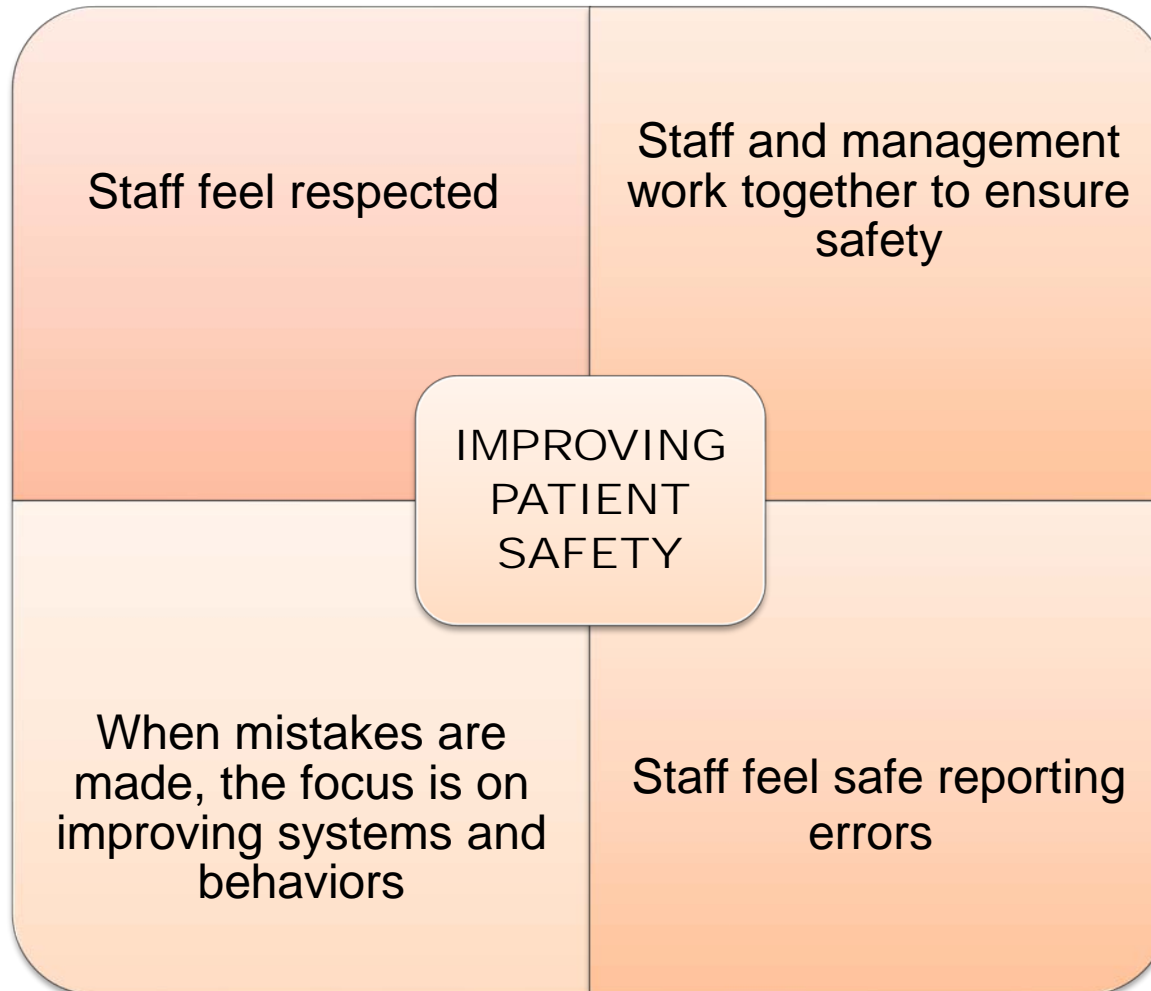 Staff feel respected
Staff and management
work together to ensure
safety
IMPROVING
PATIENT
SAFETY
When mistakes are
made, the focus is on
improving systems and
behaviors
Staff feel safe reporting
errors